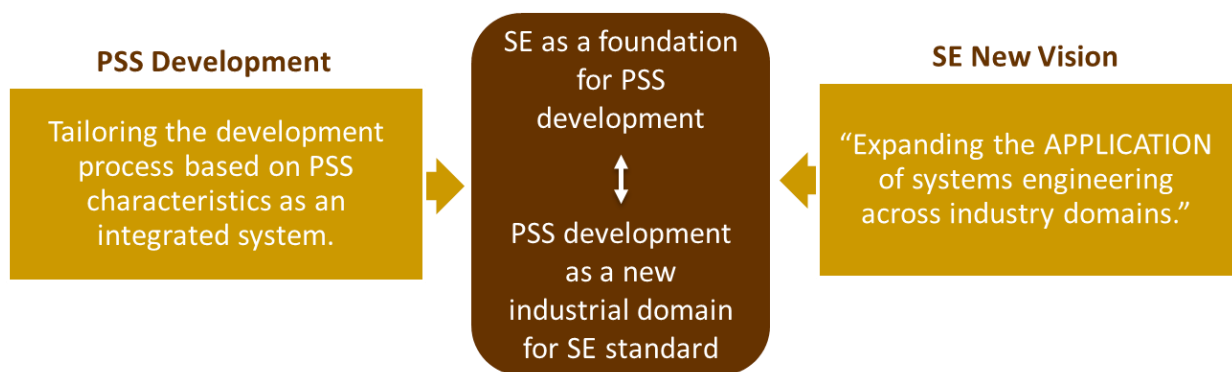 PSS Development
Tailoring the development
process based on PSS
characteristics as an
integrated system.
SE as a foundation
for PSS
development
PSS development
as a new
industrial domain
for SE standard
SE New Vision
“Expanding the APPLICATION
of systems engineering
across industry domains.”